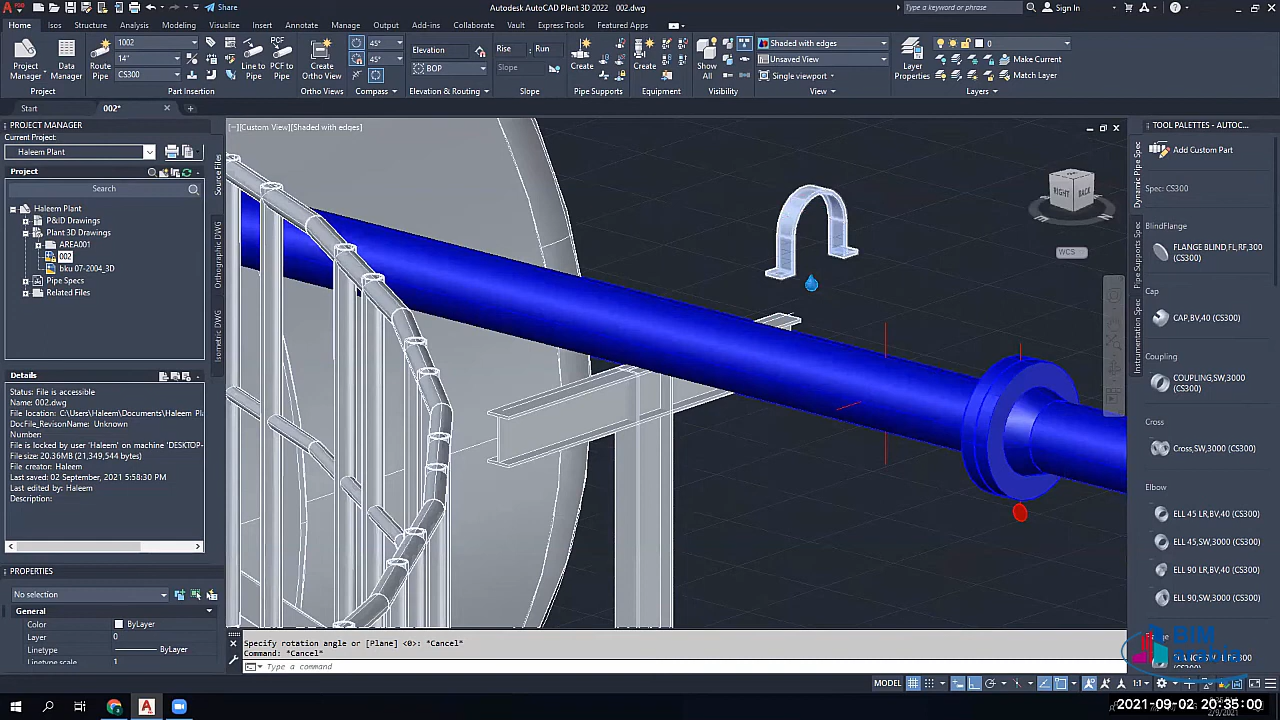 Share
Autodesk AutoCAD Plant 3D 2022 002.dwg
Type a keyword or phrase
Sign In
Home Iso Structure Analysis Modeling Visualize Insert Annotate Manage Output Add-ins Collaborate Vault Express Tools Featured Apps
Project Manager
Data Manager
Project
Route Pipe
1002
14"
CS300
Part Insertion
Line to Pipe
PCF to Pipe
Create Ortho View
Ortho Views
45°
45°
Compass
Elevation
BOP
Elevation & Routing
Rise Run
Slope
Slope
Create
Pipe Supports
Create
Equipment
Show All
Visibility
Shaded with edges
Unsaved View
Single viewport
View
Layer Properties
0
Make Current
Match Layer
Layers
Start
002*
PROJECT MANAGER
Current Project:
Haleem Plant
Project
Search
Haleem Plant
P&ID Drawings
Plant 3D Drawings
AREA001
002
bku 07-2004_3D
Pipe Specs
Related Files
Source Files
Orthographic DWG
Isometric DWG
Details
Status: File is accessible
Name: 002.dwg
File location: C:\Users\Haleem\Documents\Haleem Pl
DocFile_RevisonName: Unknown
Number:
File is locked by user 'Haleem' on machine 'DESKTOP-
File size: 20.36MB (21,349,544 bytes)
File creator: Haleem
Last saved: 02 September, 2021 5:58:30 PM
Last edited by: Haleem
Description:
PROPERTIES
No selection
General
Color ByLayer
Layer 0
Linetype ByLayer
Linetype scale 1
[−][Custom View][Shaded with edges]
RIGHT BACK
WCS
Specify rotation angle or [Plane] <0>: *Cancel*
Command: *Cancel*
Type a command
TOOL PALETTES - AUTOC...
Dynamic Pipe Spec
Pipe Supports Spec
Instrumentation Spec
Add Custom Part
Spec: CS300
BlindFlange
FLANGE BLIND,FL,RF,300 (CS300)
Cap
CAP,BV,40 (CS300)
Coupling
COUPLING,SW,3000 (CS300)
Cross
Cross,SW,3000 (CS300)
Elbow
ELL 45 LR,BV,40 (CS300)
ELL 45,SW,3000 (CS300)
ELL 90 LR,BV,40 (CS300)
ELL 90,SW,3000 (CS300)
BIM
MODEL
1:1
2021-09-02 20:35:00